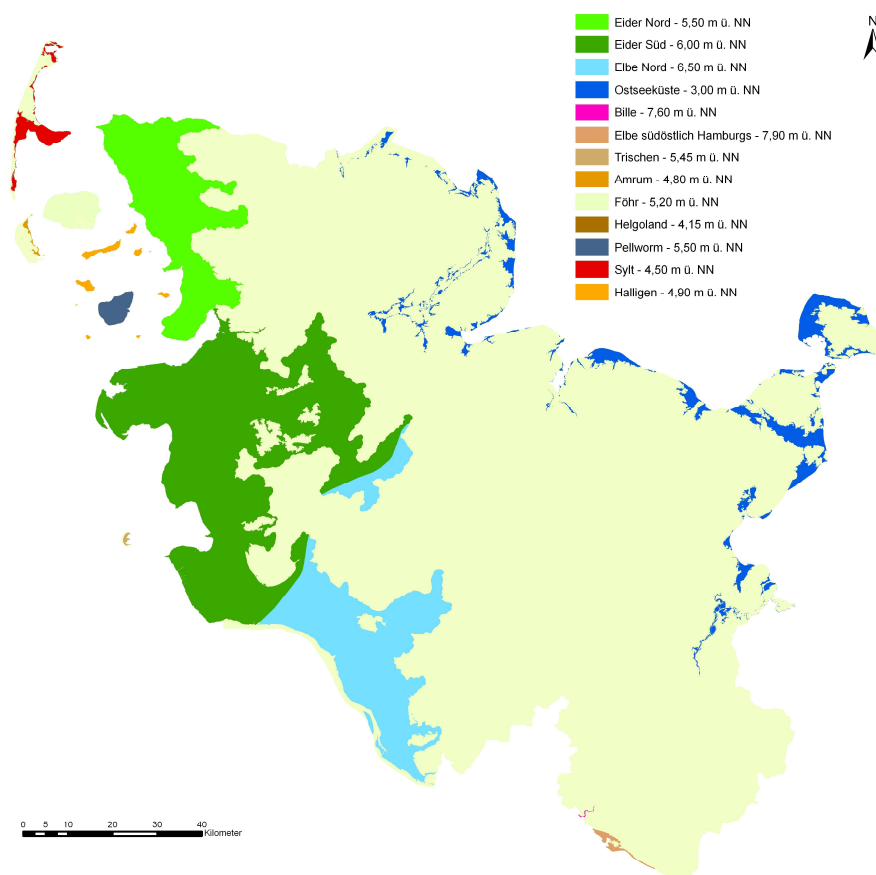 Eider Nord - 5,50 m ü. NN
Eider Süd - 6,00 m ü. NN
Elbe Nord - 6,50 m ü. NN
Ostseeküste - 3,00 m ü. NN
Bille - 7,60 m ü. NN
Elbe südöstlich Hamburgs - 7,90 m ü. NN
Trischen - 5,45 m ü. NN
Amrum - 4,80 m ü. NN
Föhr - 5,20 m ü. NN
Helgoland - 4,15 m ü. NN
Pellworm - 5,50 m ü. NN
Sylt - 4,50 m ü. NN
Halligen - 4,90 m ü. NN
N
0 5 10 20 30 40
Kilometer